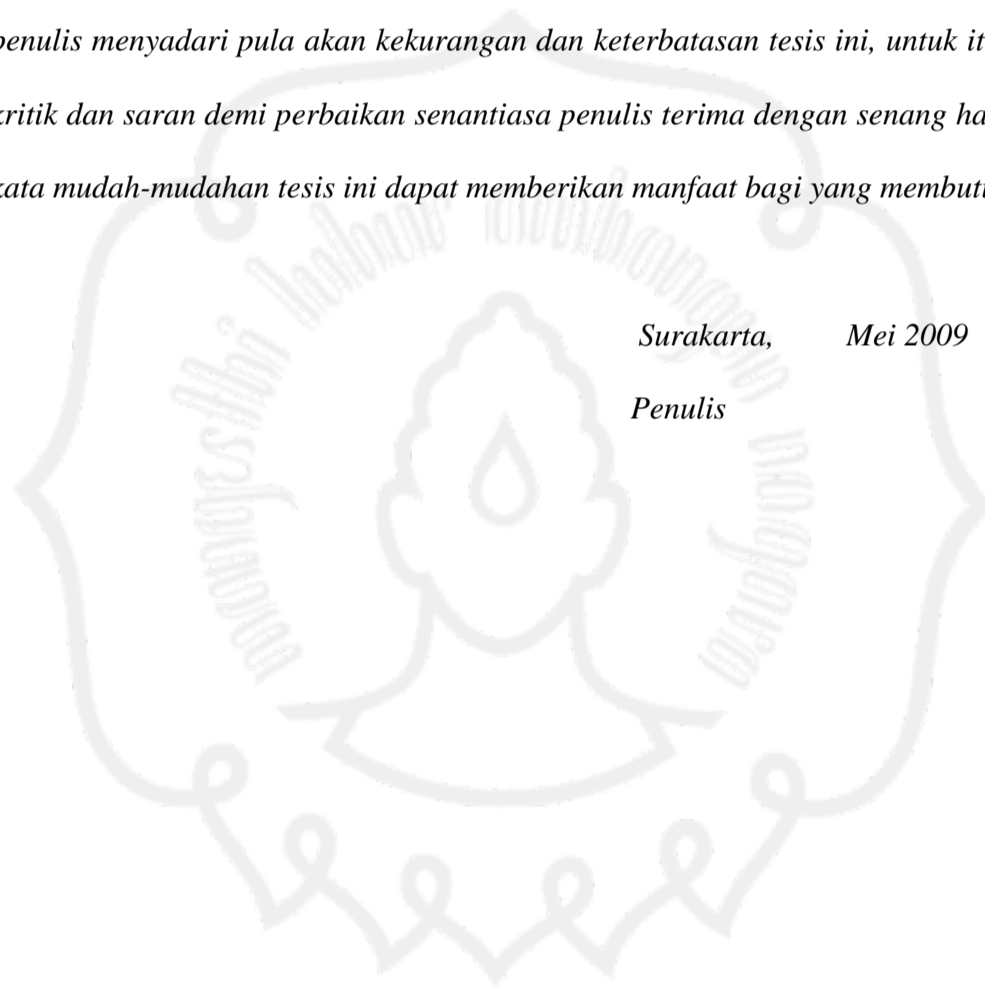 penulis menyadari pula akan kekurangan dan keterbatasan tesis ini, untuk it
kritik dan saran demi perbaikan senantiasa penulis terima dengan senang ha
kata mudah-mudahan tesis ini dapat memberikan manfaat bagi yang membut
Surakarta, Mei 2009
Penulis